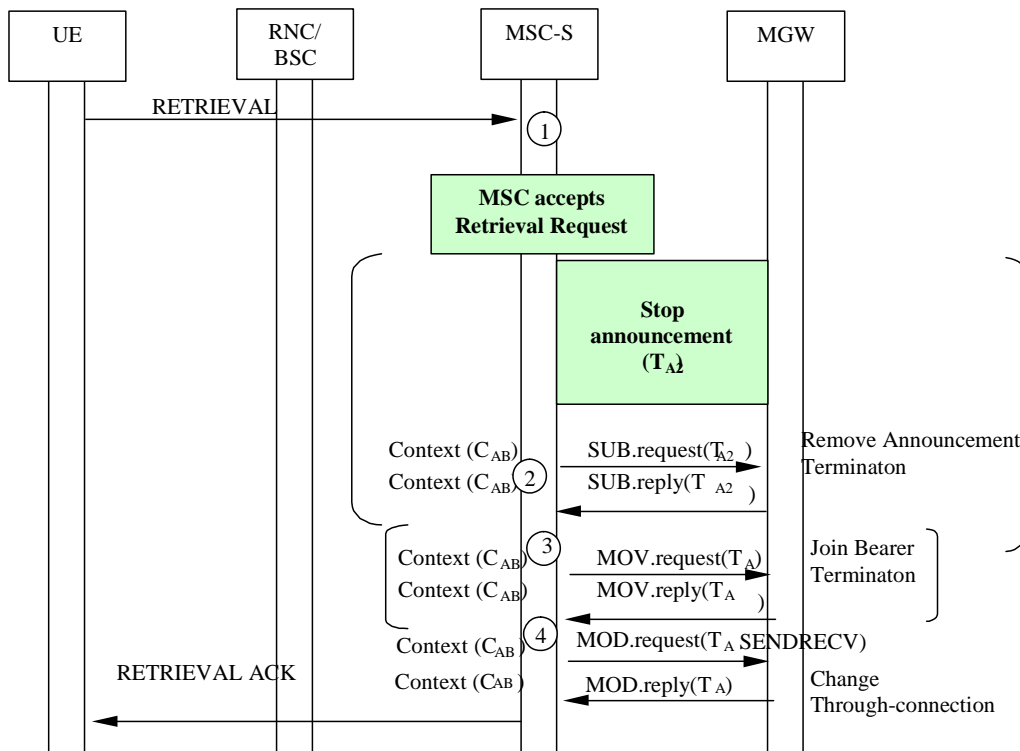 UE
RNC/
BSC
MSC-S
MGW
RETRIEVAL
1
MSC accepts
Retrieval Request
Stop
announcement
(TA2)
Context (CAB)
SUB.request(TA2)
Remove Announcement
Terminaton
2
Context (CAB)
SUB.reply(TA2)
3
Context (CAB)
MOV.request(TA)
Join Bearer
Terminaton
Context (CAB)
MOV.reply(TA)
4
Context (CAB)
MOD.request(TA SENDRECV)
RETRIEVAL ACK
Context (CAB)
MOD.reply(TA)
Change
Through-connection